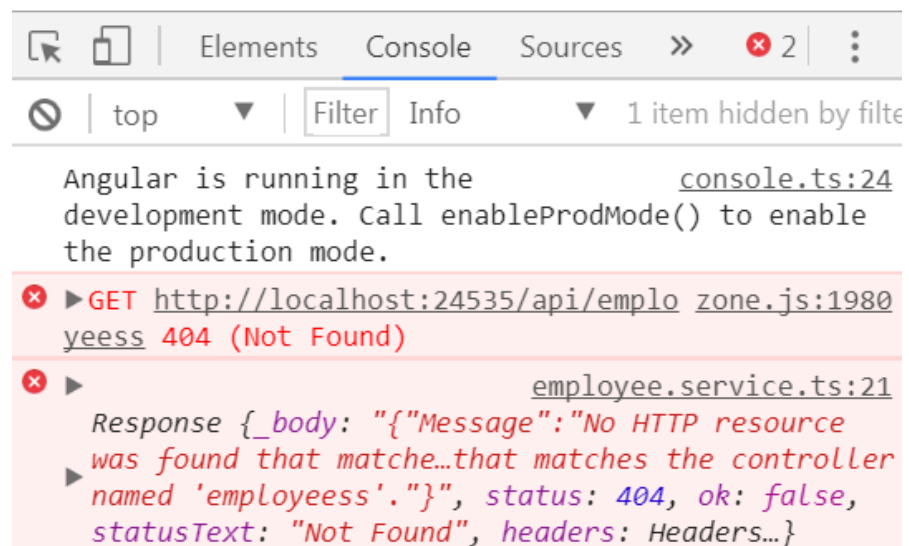 Elements Console Sources » 2
top Filter Info 1 item hidden by filte
Angular is running in the console.ts:24
development mode. Call enableProdMode() to enable
the production mode.
GET http://localhost:24535/api/emplo zone.js:1980
yeess 404 (Not Found)
employee.service.ts:21
Response {_body: "{"Message":"No HTTP resource
was found that matche…that matches the controller
named 'employeess'."}", status: 404, ok: false,
statusText: "Not Found", headers: Headers…}